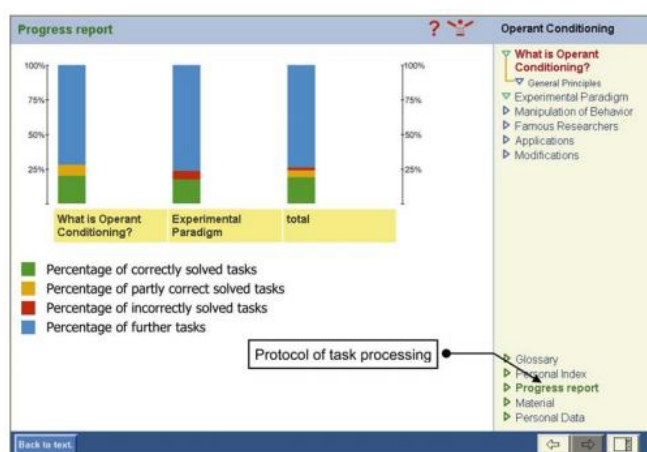 Progress report
?
Operant Conditioning
100%
75%
50%
25%
100%
75%
50%
25%
What is Operant
Conditioning?
Experimental
Paradigm
total
Percentage of correctly solved tasks
Percentage of partly correct solved tasks
Percentage of incorrectly solved tasks
Percentage of further tasks
What is Operant
Conditioning?
General Principles
Experimental Paradigm
Manipulation of Behavior
Famous Researchers
Applications
Modifications
Protocol of task processing
Glossary
Personal Index
Progress report
Material
Personal Data
Back to text.